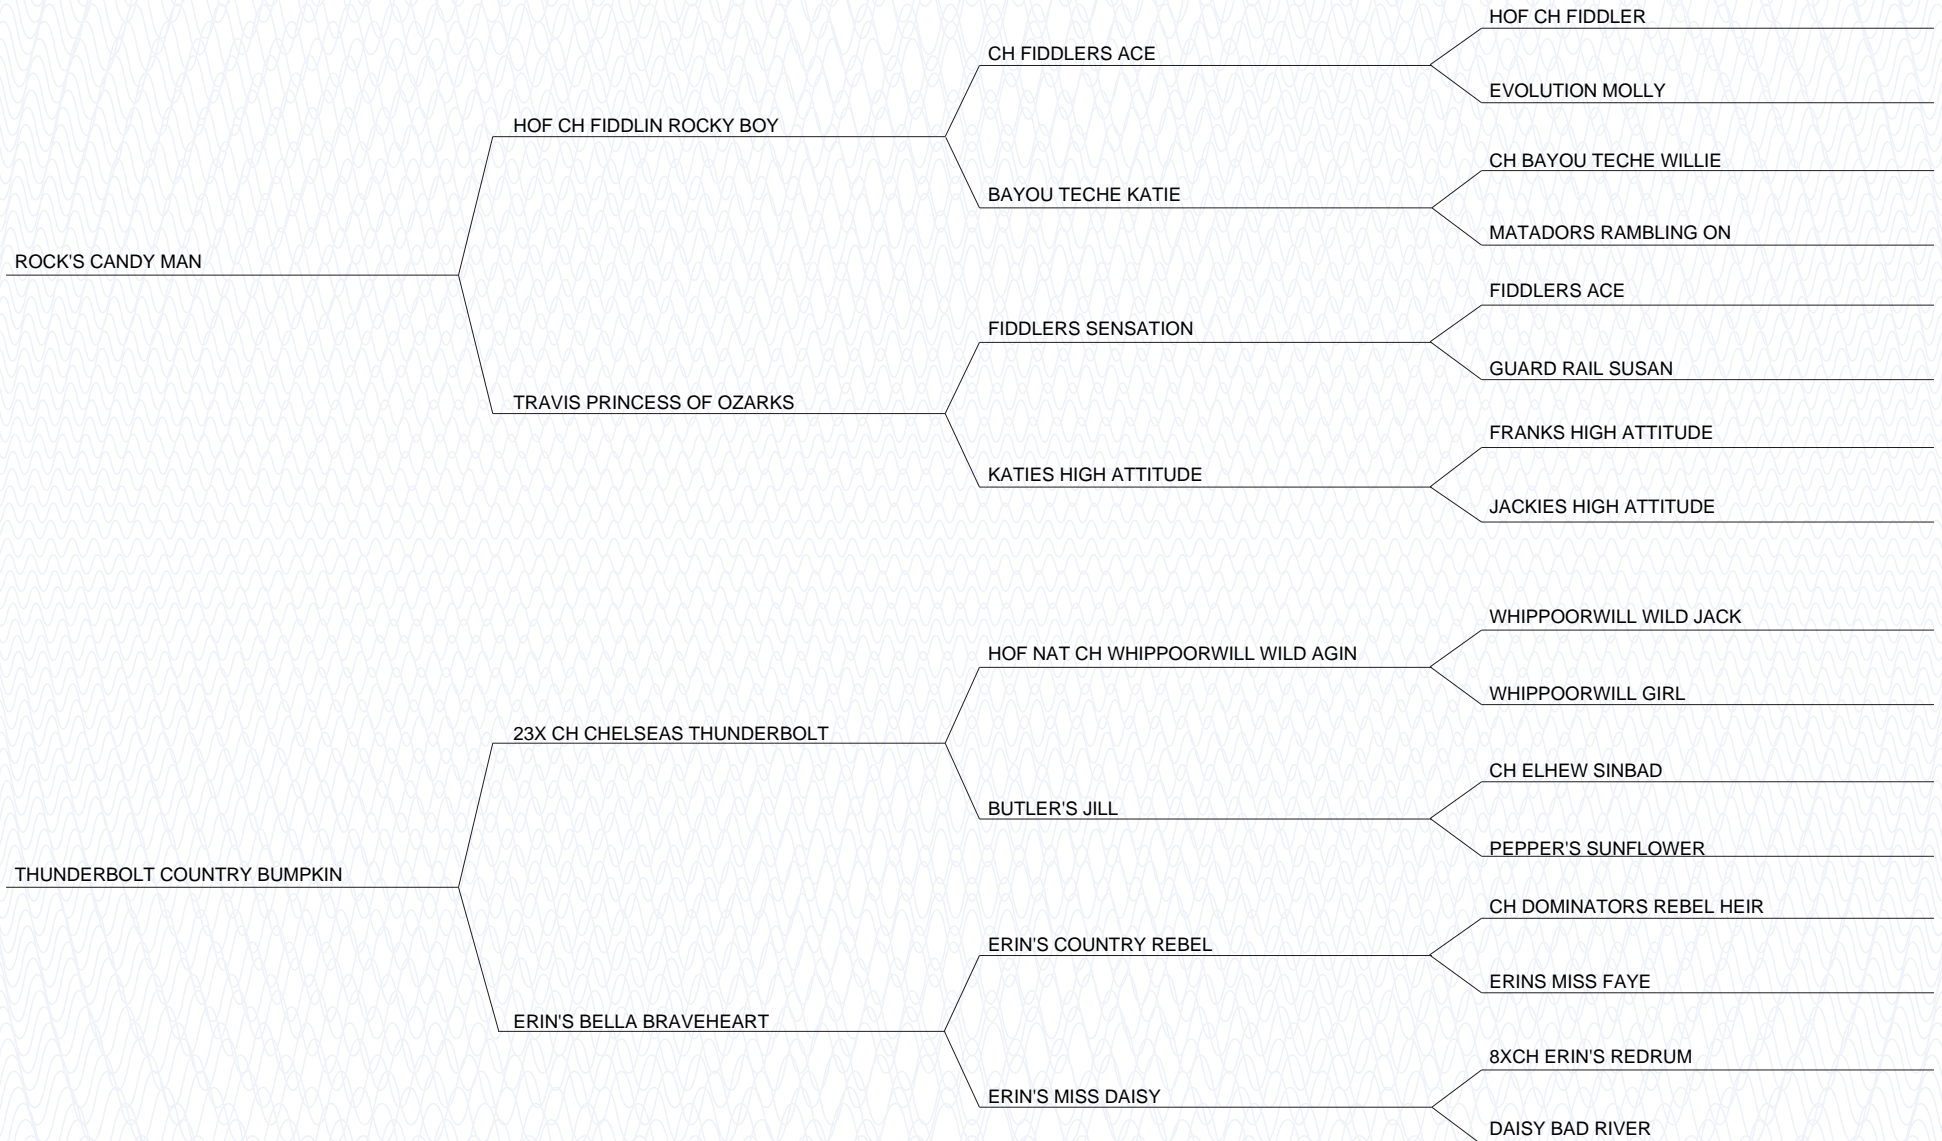 HOF CH FIDDLER
CH FIDDLERS ACE
EVOLUTION MOLLY
HOF CH FIDDLIN ROCKY BOY
CH BAYOU TECHE WILLIE
BAYOU TECHE KATIE
MATADORS RAMBLING ON
ROCK'S CANDY MAN
FIDDLERS ACE
FIDDLERS SENSATION
GUARD RAIL SUSAN
TRAVIS PRINCESS OF OZARKS
FRANKS HIGH ATTITUDE
KATIES HIGH ATTITUDE
JACKIES HIGH ATTITUDE
WHIPPOORWILL WILD JACK
HOF NAT CH WHIPPOORWILL WILD AGIN
WHIPPOORWILL GIRL
23X CH CHELSEAS THUNDERBOLT
CH ELHEW SINBAD
BUTLER'S JILL
PEPPER'S SUNFLOWER
THUNDERBOLT COUNTRY BUMPKIN
CH DOMINATORS REBEL HEIR
ERIN'S COUNTRY REBEL
ERINS MISS FAYE
ERIN'S BELLA BRAVEHEART
8XCH ERIN'S REDRUM
ERIN'S MISS DAISY
DAISY BAD RIVER